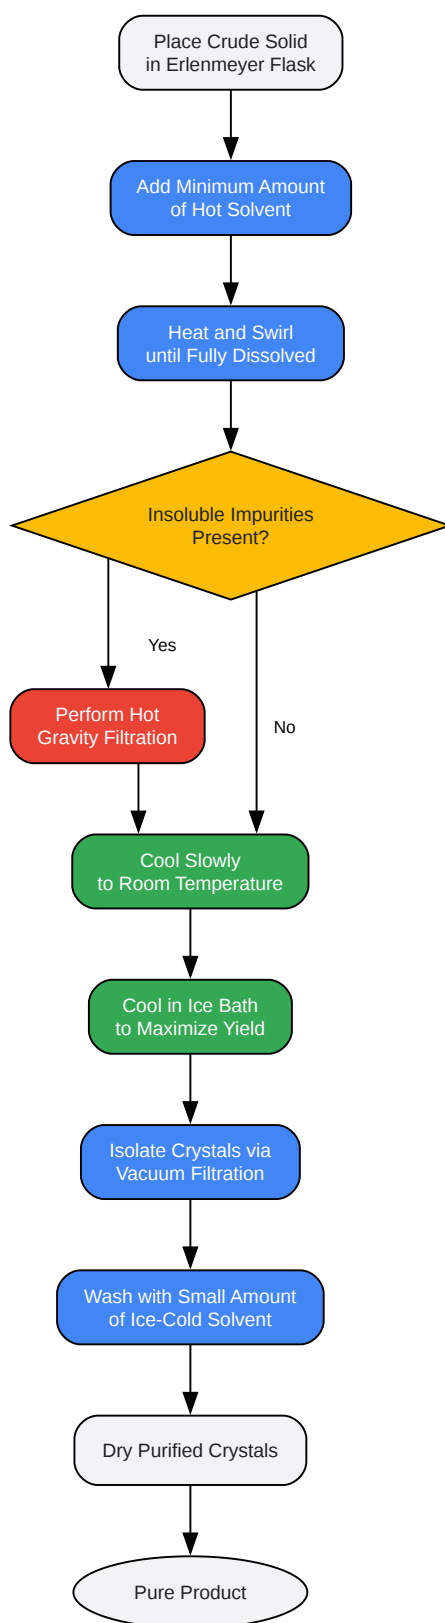 Place Crude Solid
in Erlenmeyer Flask
Add Minimum Amount
of Hot Solvent
Heat and Swirl
until Fully Dissolved
Insoluble Impurities
Present?
Yes
Perform Hot
Gravity Filtration
No
Cool Slowly
to Room Temperature
Cool in Ice Bath
to Maximize Yield
Isolate Crystals via
Vacuum Filtration
Wash with Small Amount
of Ice-Cold Solvent
Dry Purified Crystals
Pure Product